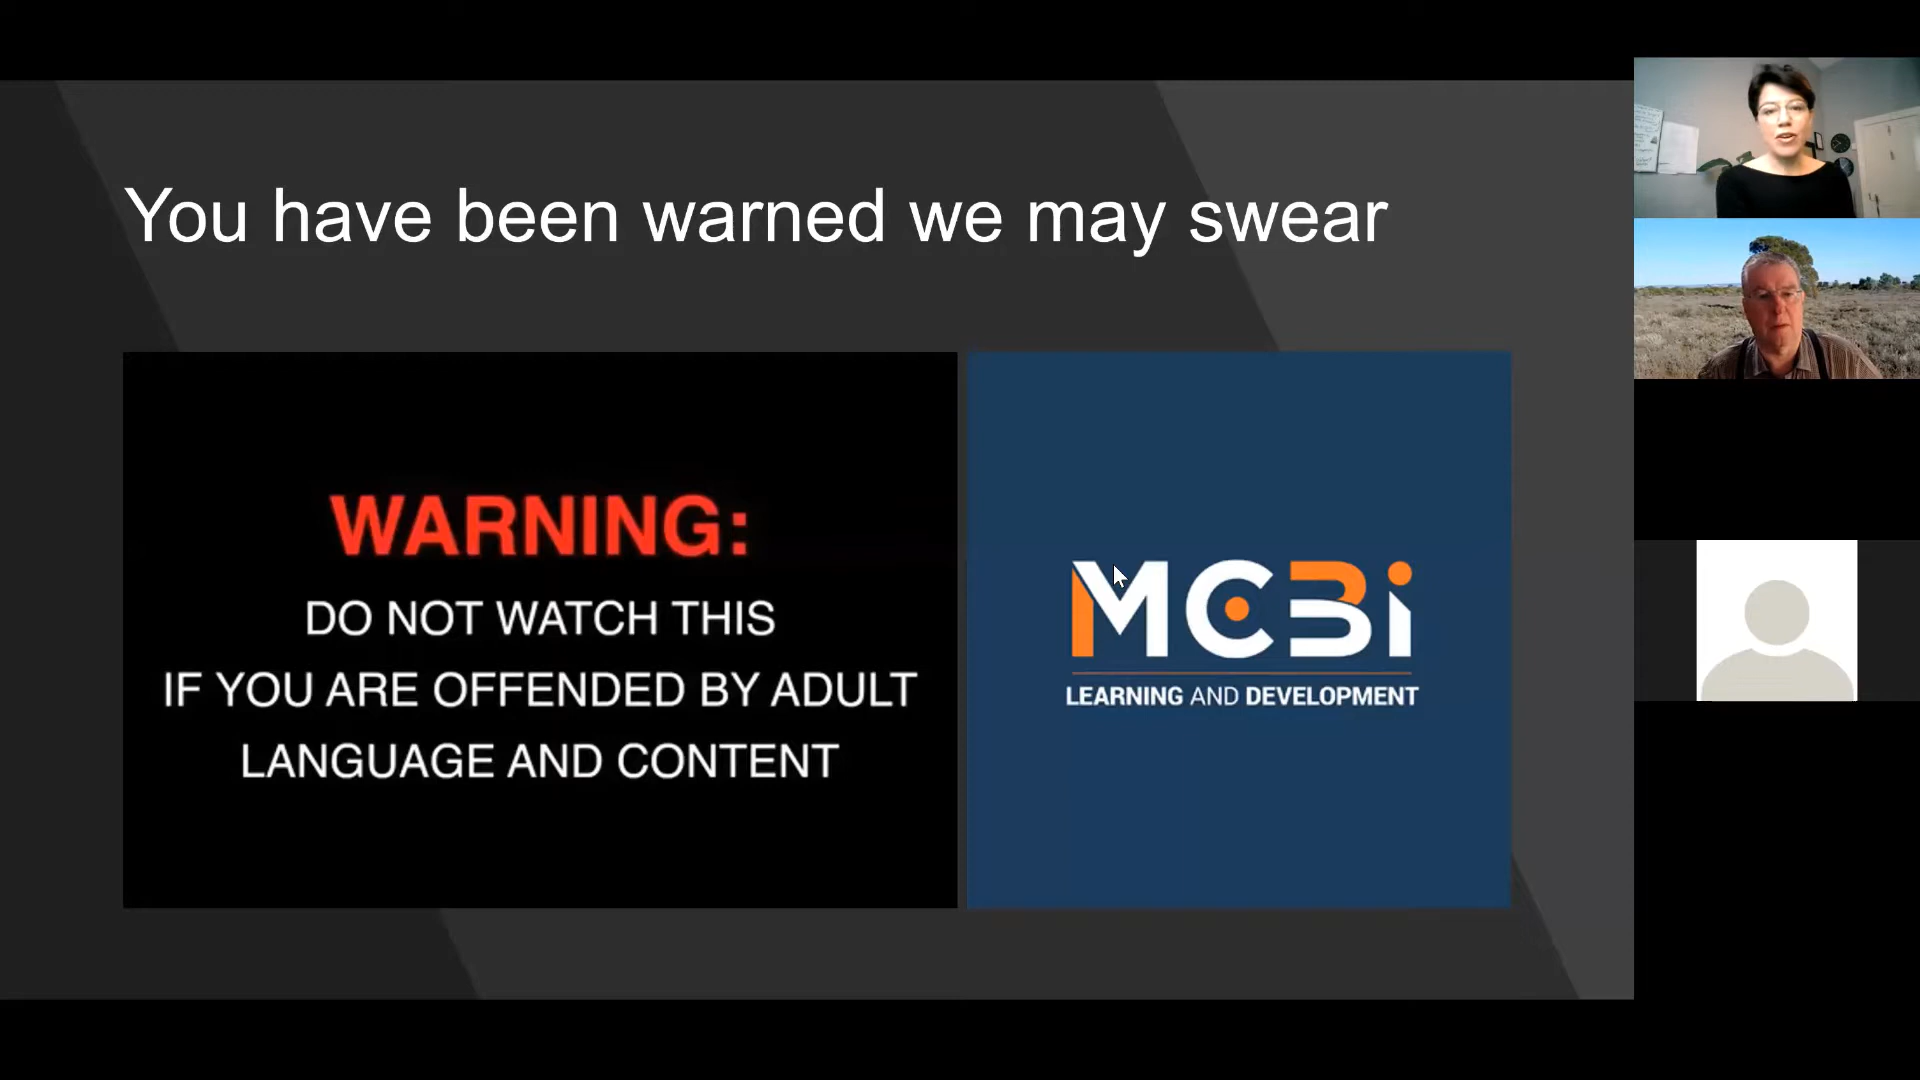 You have been warned we may swear
WARNING:
DO NOT WATCH THIS
IF YOU ARE OFFENDED BY ADULT
LANGUAGE AND CONTENT
MCBi
LEARNING AND DEVELOPMENT